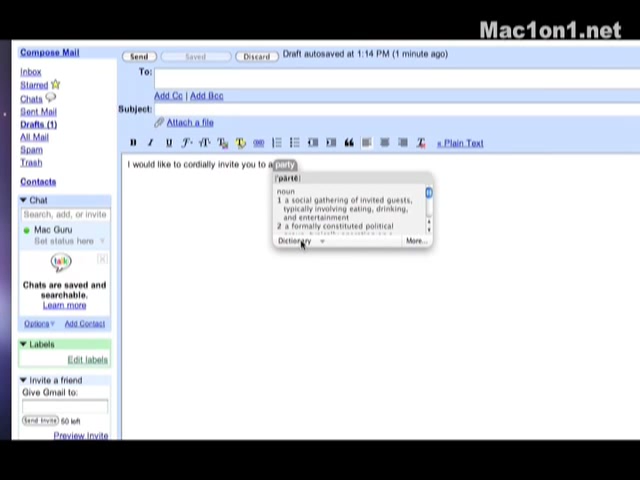 Mac1on1.net
Compose Mail
Send Saved Discard Draft autosaved at 1:14 PM (1 minute ago)
To:
Inbox
Starred
Chats
Sent Mail
Drafts (1)
All Mail
Spam
Trash
Contacts
Add Cc | Add Bcc
Subject:
Attach a file
B I U « Plain Text
I would like to cordially invite you to a party
|ˈpärtē|
noun
1 a social gathering of invited guests,
typically involving eating, drinking,
and entertainment
2 a formally constituted political
Dictionary More...
Chat
Search, add, or invite
Mac Guru
Set status here
talk
Chats are saved and
searchable.
Learn more
Options Add Contact
Labels
Edit labels
Invite a friend
Give Gmail to:
Send Invite 50 left
Preview Invite